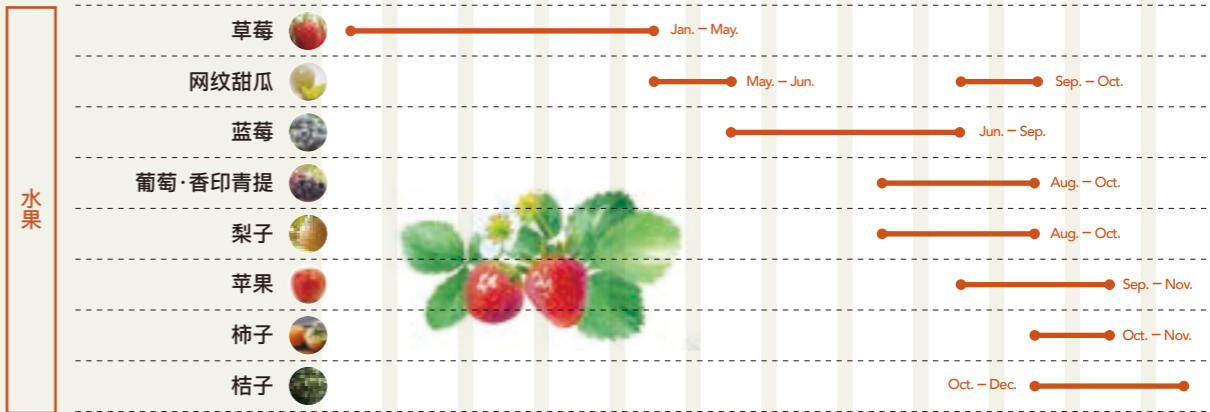 水果
草莓 Jan. – May.
网纹甜瓜 May. – Jun. Sep. – Oct.
蓝莓 Jun. – Sep.
葡萄·香印青提 Aug. – Oct.
梨子 Aug. – Oct.
苹果 Sep. – Nov.
柿子 Oct. – Nov.
桔子 Oct. – Dec.